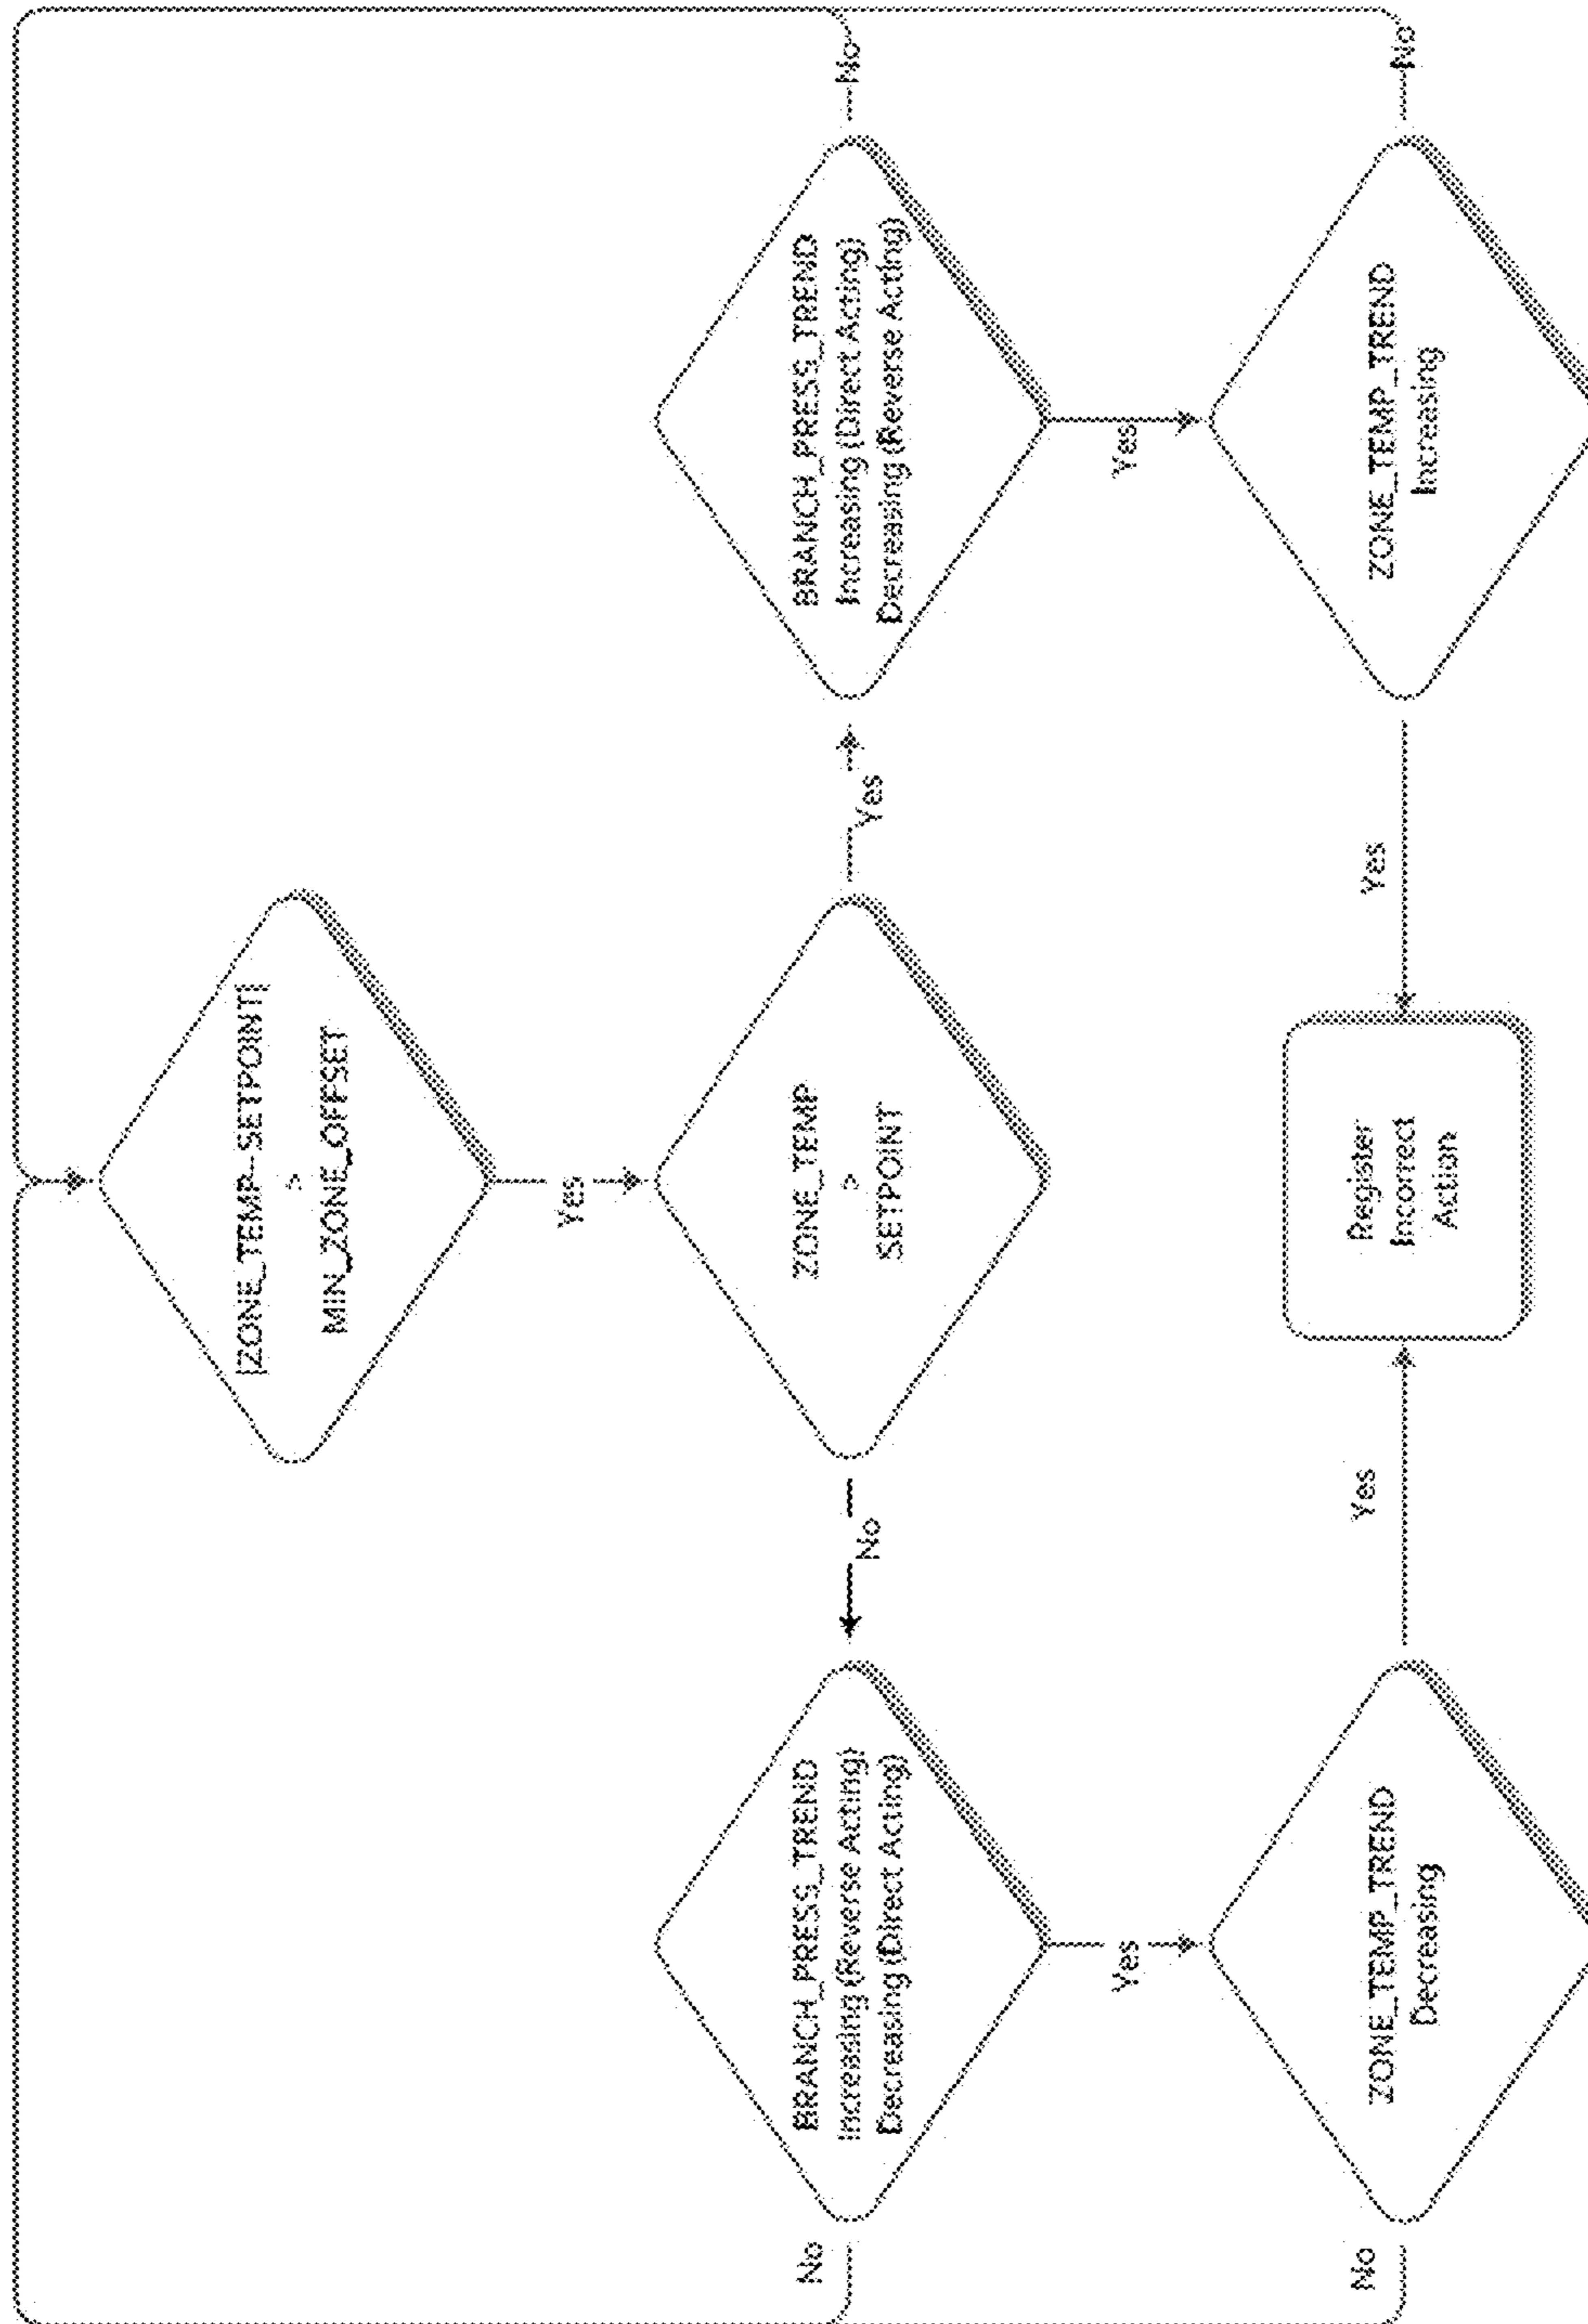 |ZONE_TEMP-SETPOINT|
>
MIN_ZONE_OFFSET
Yes
No
BRANCH_PRESS_TREND
Increasing (Reverse Acting)
Decreasing (Direct Acting)
No
ZONE_TEMP
>
SETPOINT
Yes
BRANCH_PRESS_TREND
Increasing (Direct Acting)
Decreasing (Reverse Acting)
No
Yes
Yes
No
ZONE_TEMP_TREND
Decreasing
Yes
Register
Incorrect
Action
Yes
ZONE_TEMP_TREND
Increasing
No